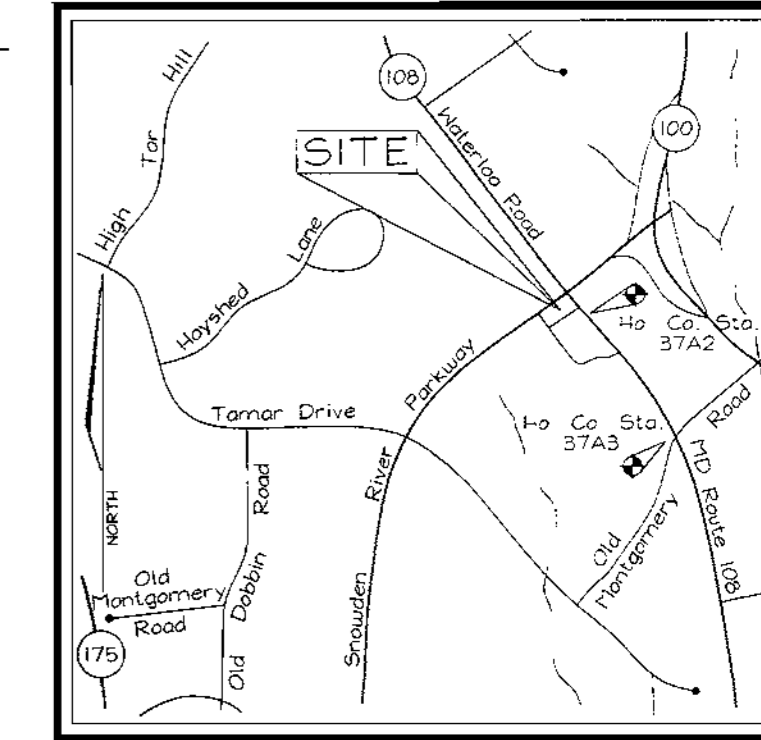 High Tor Hill
108
Waterloo Road
100
SITE
Hayshed Lane
Ho Co. Sta.
37A2
Snowden River Parkway
Tamar Drive
Ho Co Sta.
37A3
Road
MD Route 108
NORTH
Old
Montgomery
Road
Old Dobbin Road
Old
Montgomery
175